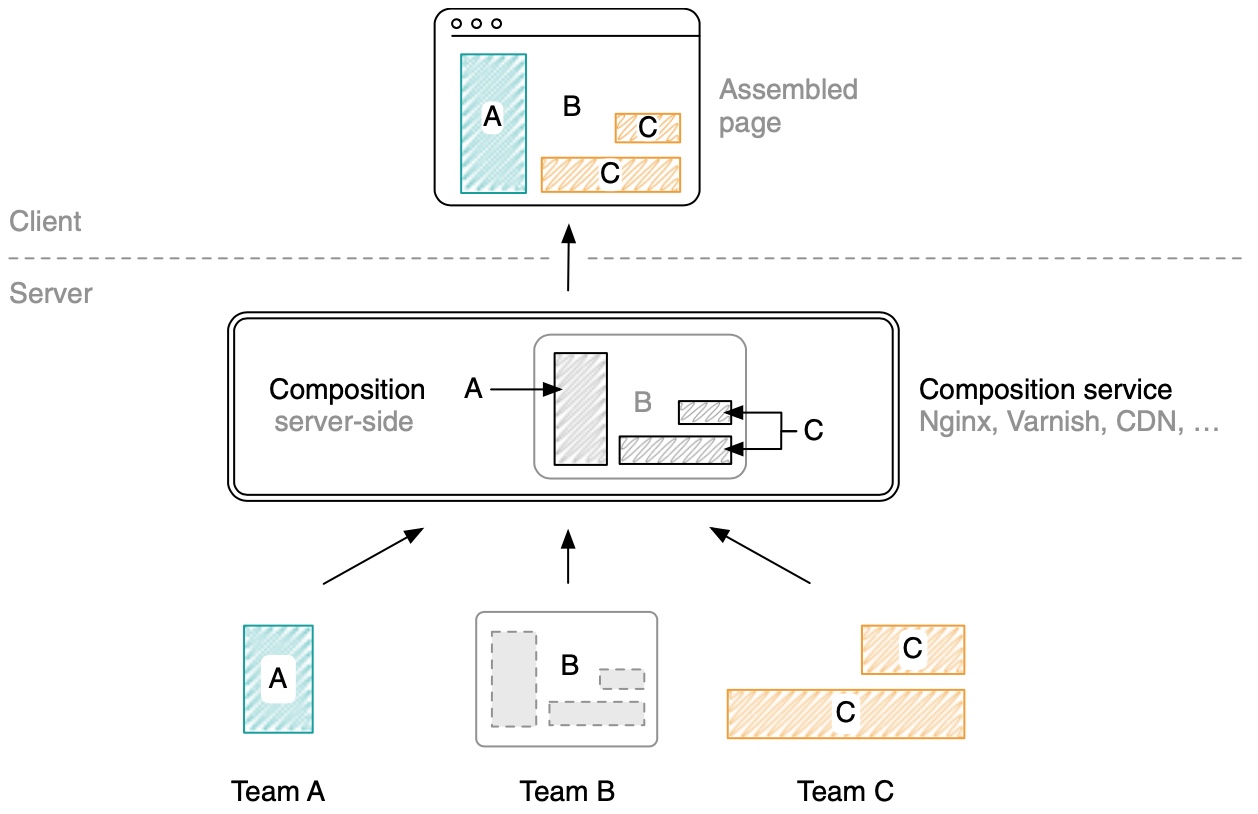 A
B
C
C
Assembled
page
Client
Server
Composition
server-side
A
B
C
Composition service
Nginx, Varnish, CDN, …
A
B
C
C
Team A
Team B
Team C